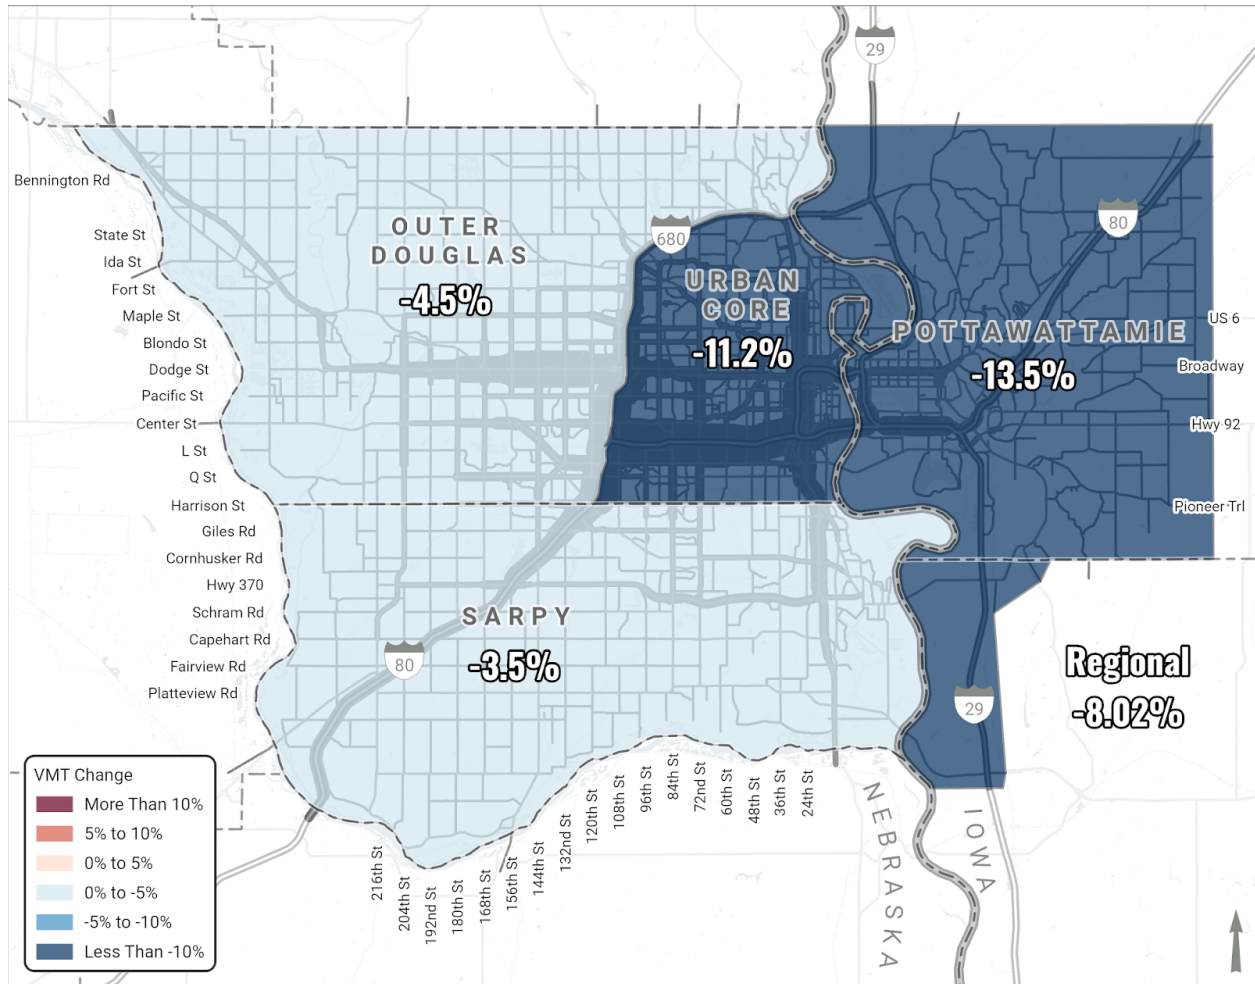 29
Bennington Rd
State St
Ida St
Fort St
Maple St
Blondo St
Dodge St
Pacific St
Center St
L St
Q St
Harrison St
Giles Rd
Cornhusker Rd
Hwy 370
Schram Rd
Capehart Rd
Fairview Rd
Platteview Rd
OUTER
DOUGLAS
-4.5%
680
URBAN
CORE
-11.2%
80
POTTAWATTAMIE
-13.5%
US 6
Broadway
Hwy 92
Pioneer Trl
SARPY
-3.5%
80
29
Regional
-8.02%
VMT Change
More Than 10%
5% to 10%
0% to 5%
0% to -5%
-5% to -10%
Less Than -10%
216th St
204th St
192nd St
180th St
168th St
156th St
144th St
132nd St
120th St
108th St
96th St
84th St
72nd St
60th St
48th St
36th St
24th St
NEBRASKA
IOWA